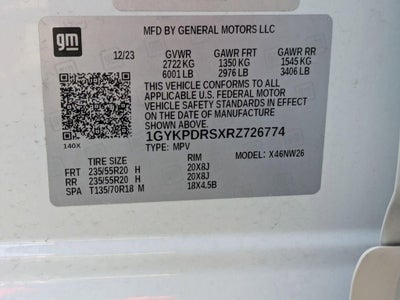 gm
MFD BY GENERAL MOTORS LLC
12/23 GVWR GAWR FRT GAWR RR
2722 KG 1350 KG 1545 KG
6001 LB 2976 LB 3406 LB
THIS VEHICLE CONFORMS TO ALL
APPLICABLE U.S. FEDERAL MOTOR
VEHICLE SAFETY STANDARDS IN EFFECT
ON THE DATE OF MANUFACTURE
SHOWN ABOVE.
140X
1GYKPDRSXRZ726774
TYPE: MPV MODEL: X46NW26
TIRE SIZE RIM
FRT 235/55R20 H 20X8J
RR 235/55R20 H 20X8J
SPA T135/70R18 M 18X4.5B